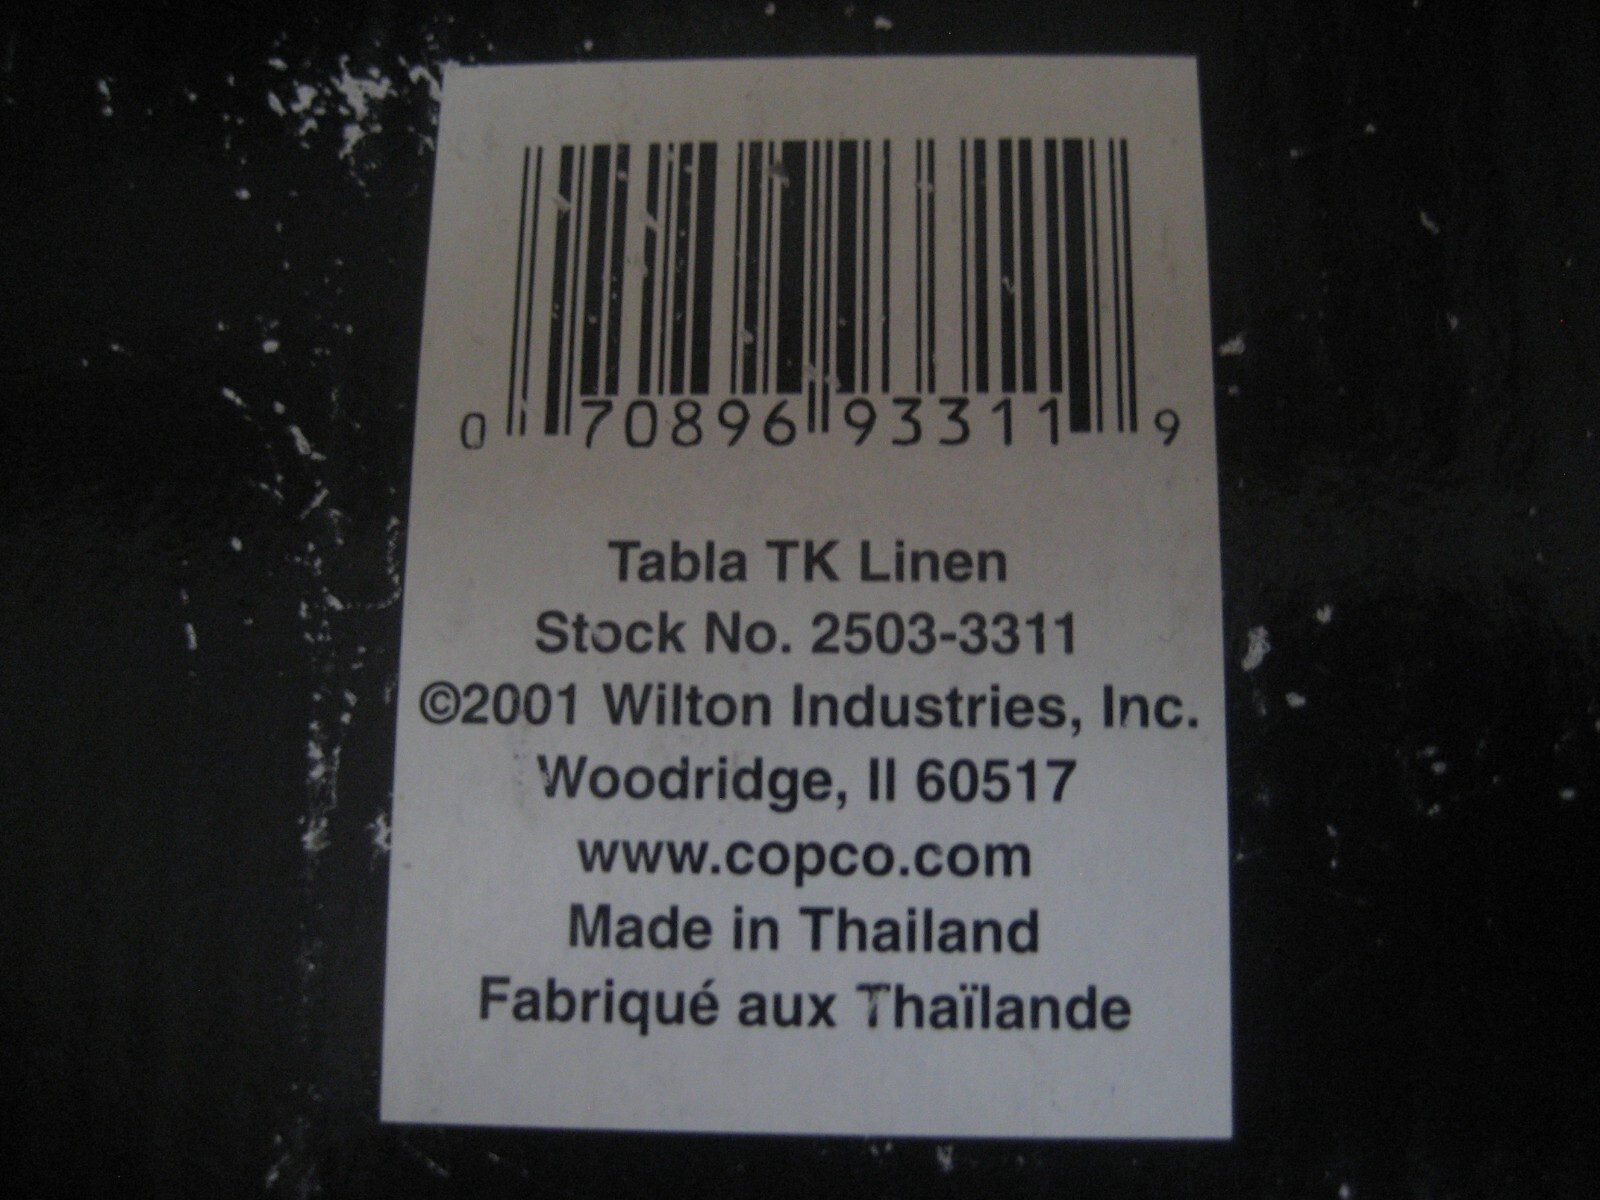 0 70896 93311 9
Tabla TK Linen
Stock No. 2503-3311
©2001 Wilton Industries, Inc.
Woodridge, Il 60517
www.copco.com
Made in Thailand
Fabriqué aux Thaïlande